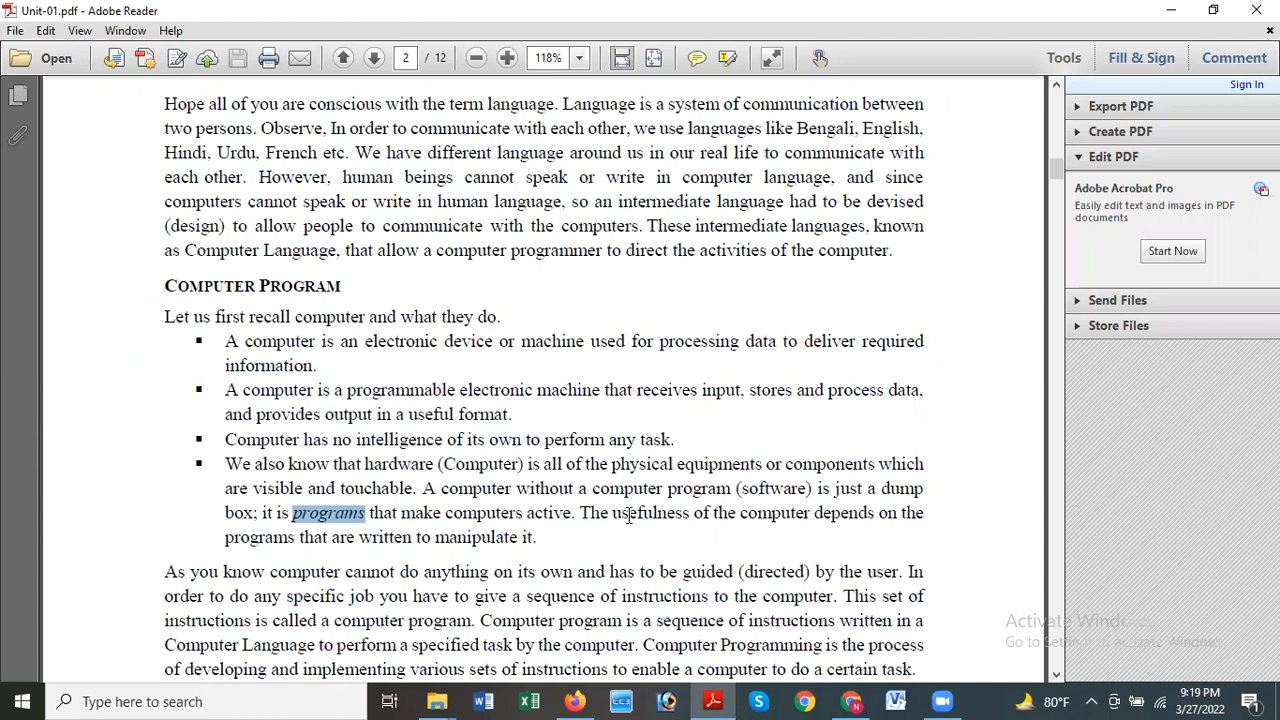 Unit-01.pdf - Adobe Reader
File Edit View Window Help
Open 2 / 12 118% Tools Fill & Sign Comment
Sign In
Export PDF
Create PDF
Edit PDF
Adobe Acrobat Pro
Easily edit text and images in PDF
documents
Start Now
Send Files
Store Files
Hope all of you are conscious with the term language. Language is a system of communication between
two persons. Observe, In order to communicate with each other, we use languages like Bengali, English,
Hindi, Urdu, French etc. We have different language around us in our real life to communicate with
each other. However, human beings cannot speak or write in computer language, and since
computers cannot speak or write in human language, so an intermediate language had to be devised
(design) to allow people to communicate with the computers. These intermediate languages, known
as Computer Language, that allow a computer programmer to direct the activities of the computer.
COMPUTER PROGRAM
Let us first recall computer and what they do.
▪ A computer is an electronic device or machine used for processing data to deliver required
information.
▪ A computer is a programmable electronic machine that receives input, stores and process data,
and provides output in a useful format.
▪ Computer has no intelligence of its own to perform any task.
▪ We also know that hardware (Computer) is all of the physical equipments or components which
are visible and touchable. A computer without a computer program (software) is just a dump
box; it is programs that make computers active. The usefulness of the computer depends on the
programs that are written to manipulate it.
As you know computer cannot do anything on its own and has to be guided (directed) by the user. In
order to do any specific job you have to give a sequence of instructions to the computer. This set of
instructions is called a computer program. Computer program is a sequence of instructions written in a
Computer Language to perform a specified task by the computer. Computer Programming is the process
of developing and implementing various sets of instructions to enable a computer to do a certain task.
Activate Windows
Go to Settings to activate Windows.
Type here to search
80°F
9:19 PM
3/27/2022